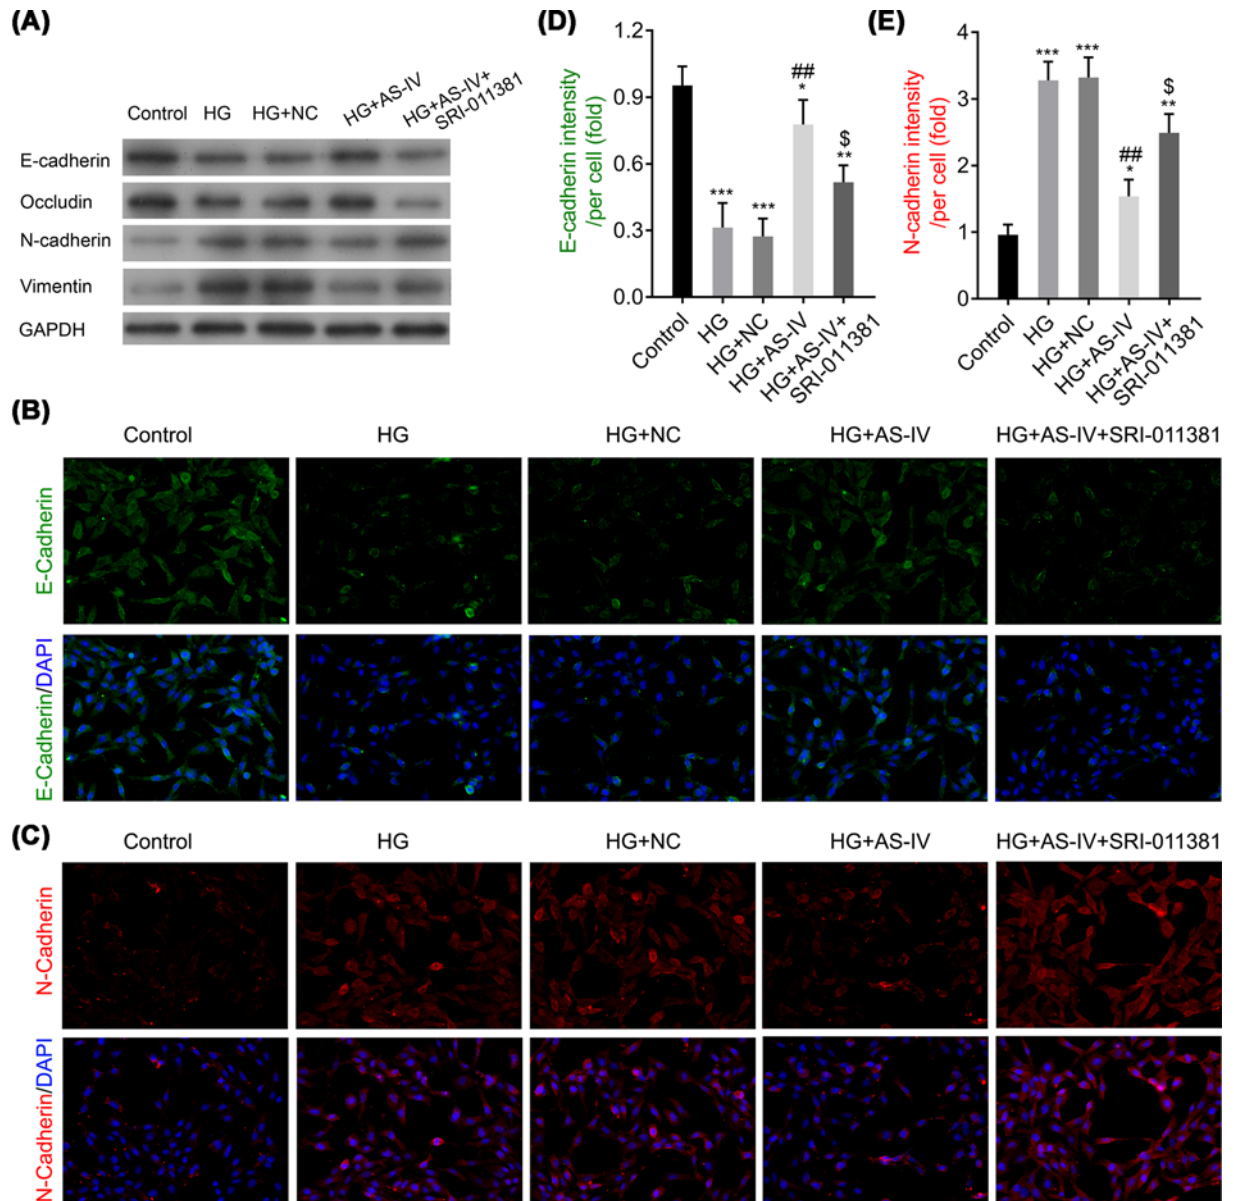 (A)
Control HG HG+NC HG+AS-IV HG+AS-IV+
SRI-011381
E-cadherin
Occludin
N-cadherin
Vimentin
GAPDH
(D)
E-cadherin intensity
/per cell (fold)
1.2
0.9
0.6
0.3
0.0
***
***
##
*
$
**
Control
HG
HG+NC
HG+AS-IV
HG+AS-IV+
SRI-011381
(E)
N-cadherin intensity
/per cell (fold)
4
3
2
1
0
***
***
##
*
$
**
Control
HG
HG+NC
HG+AS-IV
HG+AS-IV+
SRI-011381
(B)
Control HG HG+NC HG+AS-IV HG+AS-IV+SRI-011381
E-Cadherin
E-Cadherin/DAPI
(C)
Control HG HG+NC HG+AS-IV HG+AS-IV+SRI-011381
N-Cadherin
N-Cadherin/DAPI